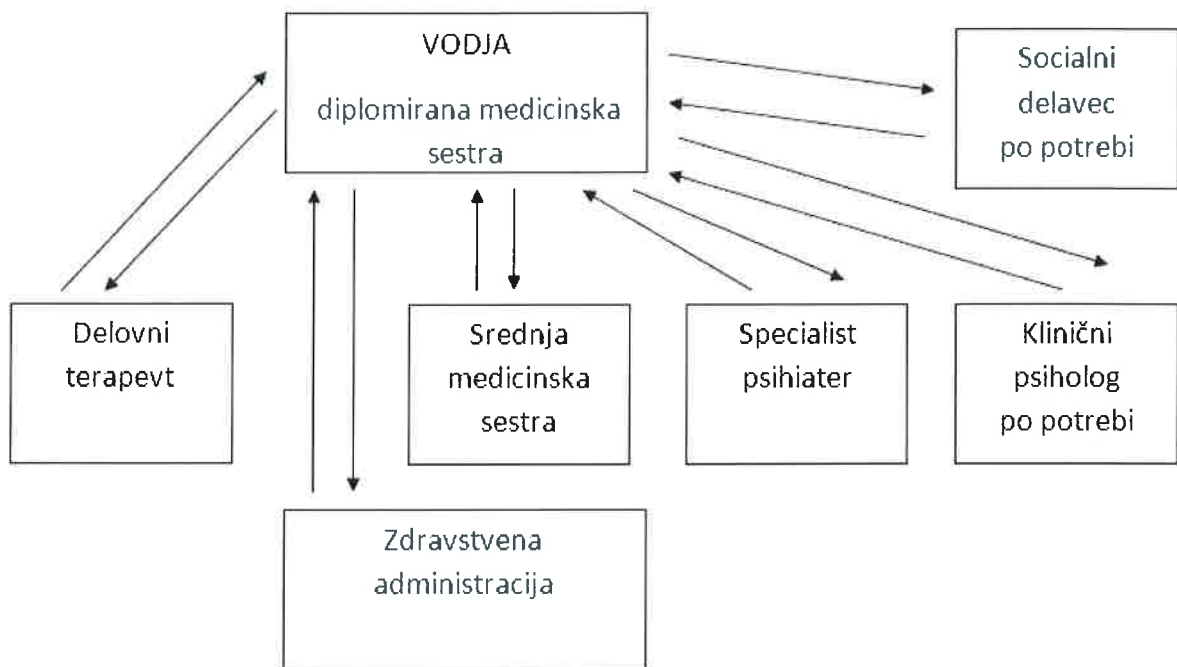 VODJA
diplomirana medicinska
sestra
Socialni
delavec
po potrebi
Delovni
terapevt
Srednja
medicinska
sestra
Specialist
psihiater
Klinični
psiholog
po potrebi
Zdravstvena
administracija